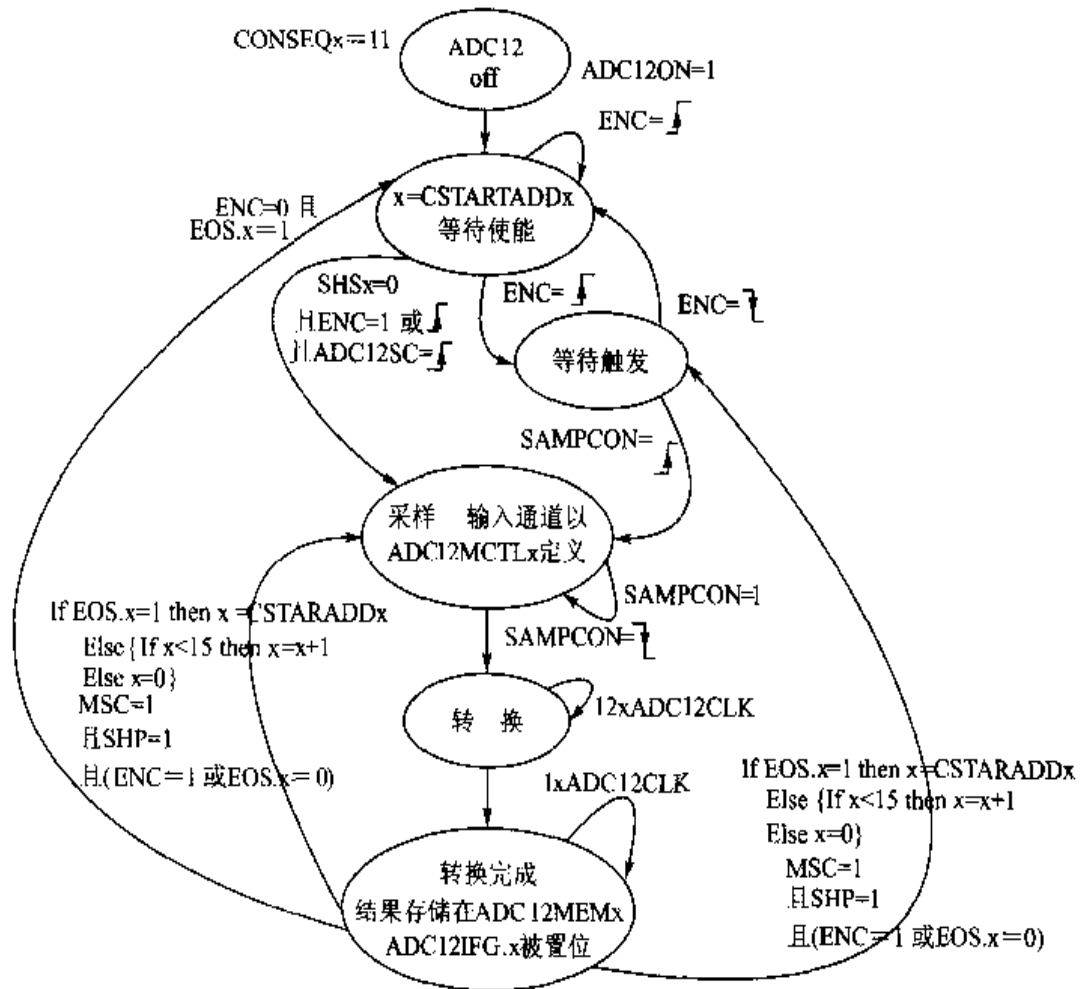 CONSEQx=11
ADC12
off
ADC12ON=1
ENC=
x=CSTARTADDx
等待使能
ENC=0 且
EOS.x=1
SHSx=0
且ENC=1 或
且ADC12SC=
ENC=
ENC=
等待触发
SAMPCON=
采样 输入通道以
ADC12MCTLx定义
SAMPCON=1
SAMPCON=
If EOS.x=1 then x=CSTARADDx
Else{If x<15 then x=x+1
Else x=0}
MSC=1
且SHP=1
且(ENC=1 或EOS.x=0)
转 换
12xADC12CLK
1xADC12CLK
转换完成
结果存储在ADC12MEMx
ADC12IFG.x被置位
If EOS.x=1 then x=CSTARADDx
Else {If x<15 then x=x+1
Else x=0}
MSC=1
且SHP=1
且(ENC=1 或EOS.x=0)